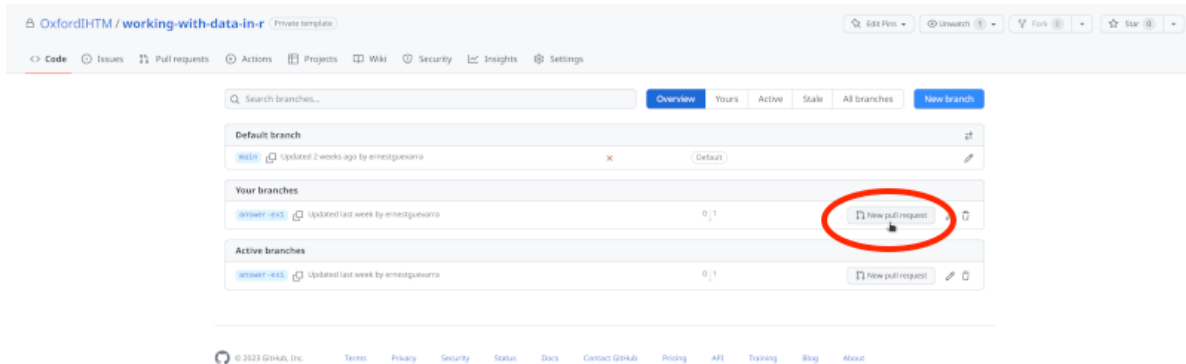 OxfordIHTM / working-with-data-in-r Private template Edit Pins Unwatch 1 Fork 0 Star 0
Code Issues Pull requests Actions Projects Wiki Security Insights Settings
Search branches... Overview Yours Active Stale All branches New branch
Default branch
main Updated 2 weeks ago by ernestguevarra Default
Your branches
answer-ex1 Updated last week by ernestguevarra 0 1 New pull request
Active branches
answer-ex1 Updated last week by ernestguevarra 0 1 New pull request
© 2023 GitHub, Inc. Terms Privacy Security Status Docs Contact GitHub Pricing API Training Blog About